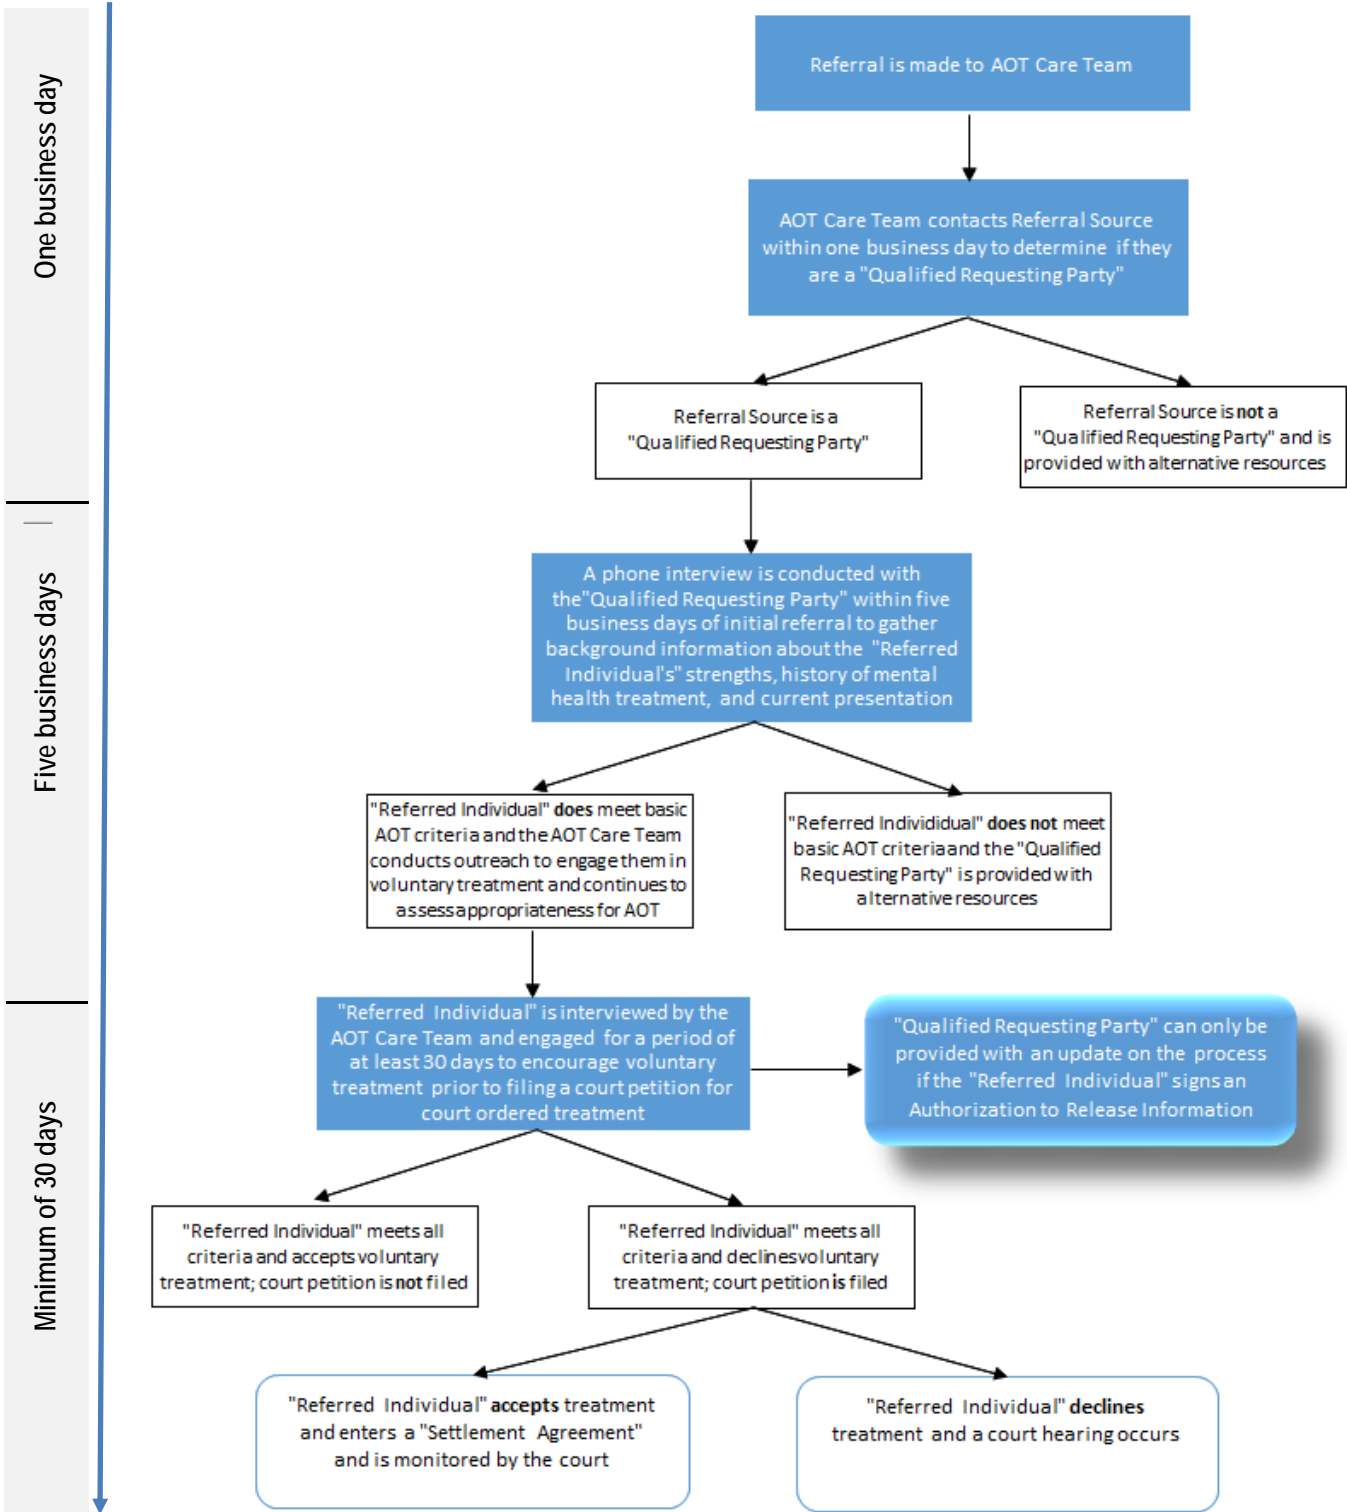 One business day
Referral is made to AOT Care Team
AOT Care Team contacts Referral Source
within one business day to determine if they
are a "Qualified Requesting Party"
Referral Source is a
"Qualified Requesting Party"
Referral Source is not a
"Qualified Requesting Party" and is
provided with alternative resources
Five business days
A phone interview is conducted with
the"Qualified Requesting Party" within five
business days of initial referral to gather
background information about the "Referred
Individual's" strengths, history of mental
health treatment, and current presentation
"Referred Individual" does meet basic
AOT criteria and the AOT Care Team
conducts outreach to engage them in
voluntary treatment and continues to
assess appropriateness for AOT
"Referred Individidual" does not meet
basic AOT criteria and the "Qualified
Requesting Party" is provided with
alternative resources
Minimum of 30 days
"Referred Individual" is interviewed by the
AOT Care Team and engaged for a period of
at least 30 days to encourage voluntary
treatment prior to filing a court petition for
court ordered treatment
"Qualified Requesting Party" can only be
provided with an update on the process
if the "Referred Individual" signs an
Authorization to Release Information
"Referred Individual" meets all
criteria and accepts voluntary
treatment; court petition is not filed
"Referred Individual" meets all
criteria and declines voluntary
treatment; court petition is filed
"Referred Individual" accepts treatment
and enters a "Settlement Agreement"
and is monitored by the court
"Referred Individual" declines
treatment and a court hearing occurs